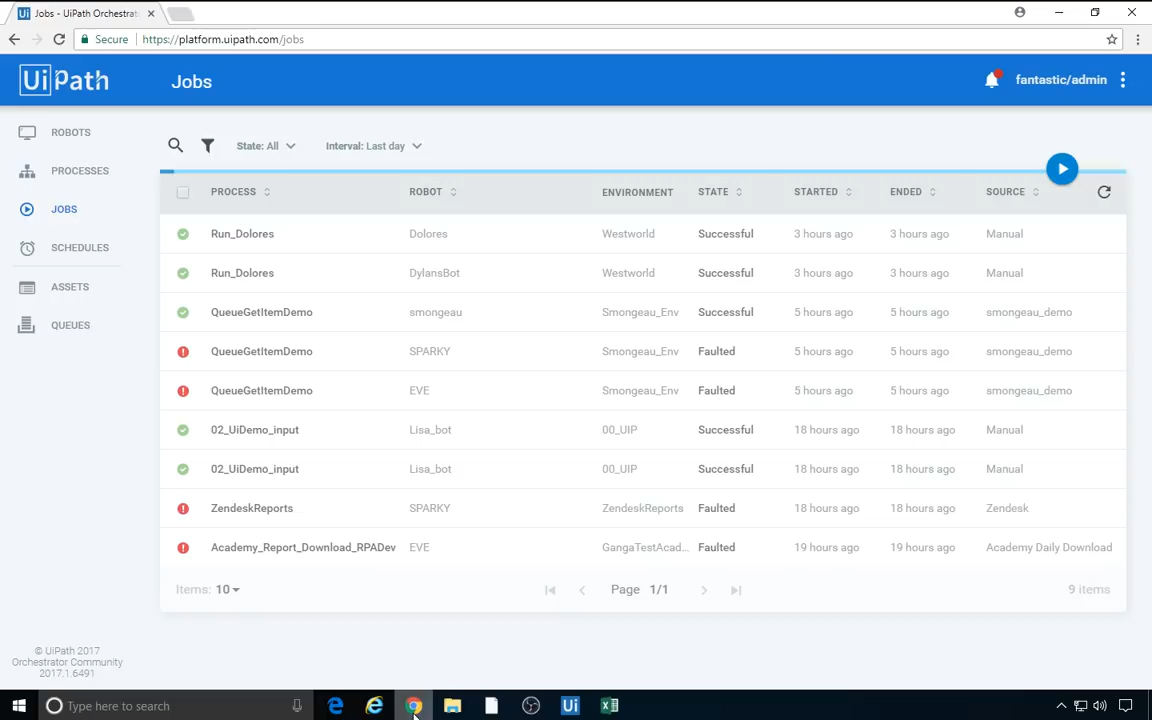 Jobs - UiPath Orchestrat
Secure https://platform.uipath.com/jobs
UiPath Jobs fantastic/admin
ROBOTS
PROCESSES
JOBS
SCHEDULES
ASSETS
QUEUES
State: All Interval: Last day
PROCESS ROBOT ENVIRONMENT STATE STARTED ENDED SOURCE
Run_Dolores Dolores Westworld Successful 3 hours ago 3 hours ago Manual
Run_Dolores DylansBot Westworld Successful 3 hours ago 3 hours ago Manual
QueueGetItemDemo smongeau Smongeau_Env Successful 5 hours ago 5 hours ago smongeau_demo
QueueGetItemDemo SPARKY Smongeau_Env Faulted 5 hours ago 5 hours ago smongeau_demo
QueueGetItemDemo EVE Smongeau_Env Faulted 5 hours ago 5 hours ago smongeau_demo
02_UiDemo_input Lisa_bot 00_UIP Successful 18 hours ago 18 hours ago Manual
02_UiDemo_input Lisa_bot 00_UIP Successful 18 hours ago 18 hours ago Manual
ZendeskReports SPARKY ZendeskReports Faulted 18 hours ago 18 hours ago Zendesk
Academy_Report_Download_RPADev EVE GangaTestAcad... Faulted 19 hours ago 19 hours ago Academy Daily Download
Items: 10 Page 1/1 9 items
© UiPath 2017
Orchestrator Community
2017.1.6491
Type here to search